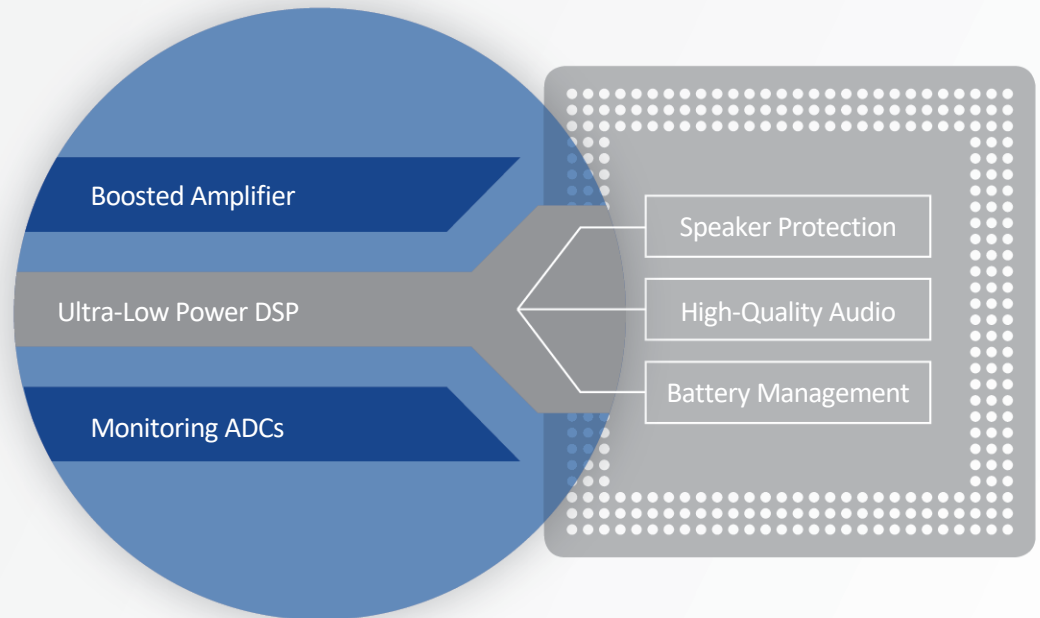 Boosted Amplifier
Ultra-Low Power DSP
Monitoring ADCs
Speaker Protection
High-Quality Audio
Battery Management